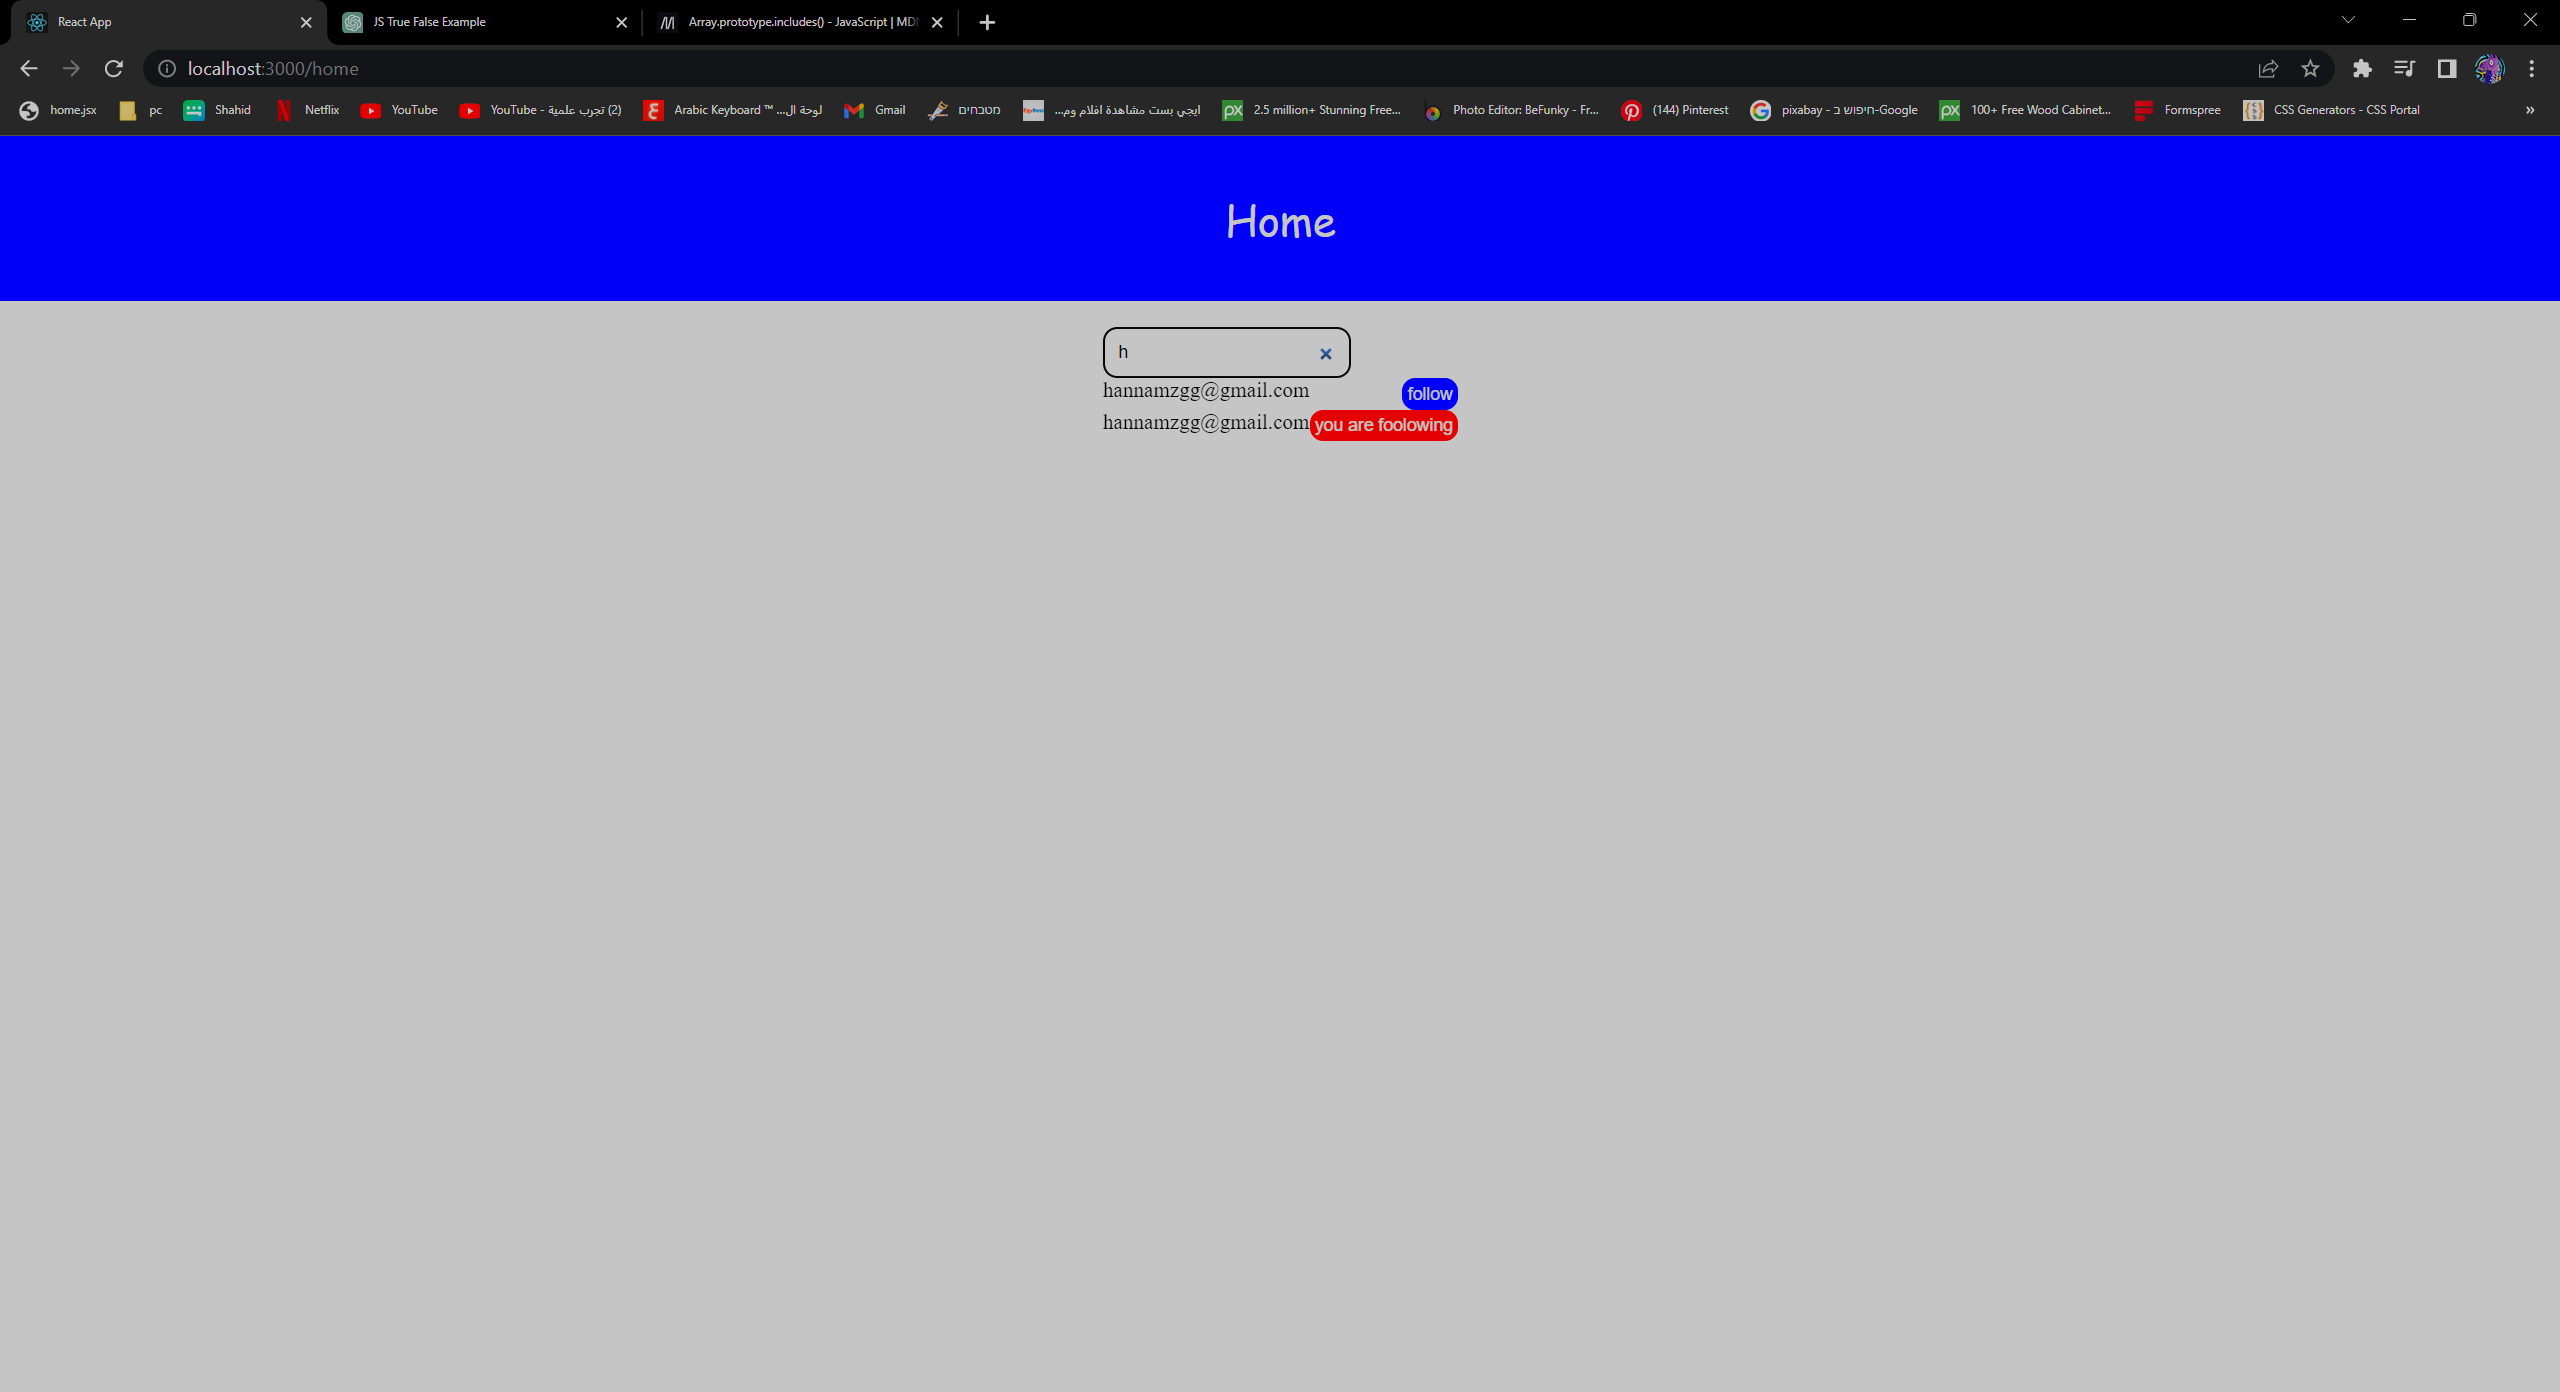 React App
JS True False Example
Array.prototype.includes() - JavaScript | MD
localhost:3000/home
home.jsx
pc
Shahid
Netflix
YouTube
YouTube - تجرب علمية (2)
Arabic Keyboard ™ لوحة ال...
Gmail
מטבחים
ايجي بست مشاهدة افلام وم...
2.5 million+ Stunning Free...
Photo Editor: BeFunky - Fr...
(144) Pinterest
pixabay - חיפוש ב-Google
100+ Free Wood Cabinet...
Formspree
CSS Generators - CSS Portal
»
Home
h
hannamzgg@gmail.com follow
hannamzgg@gmail.com you are foolowing